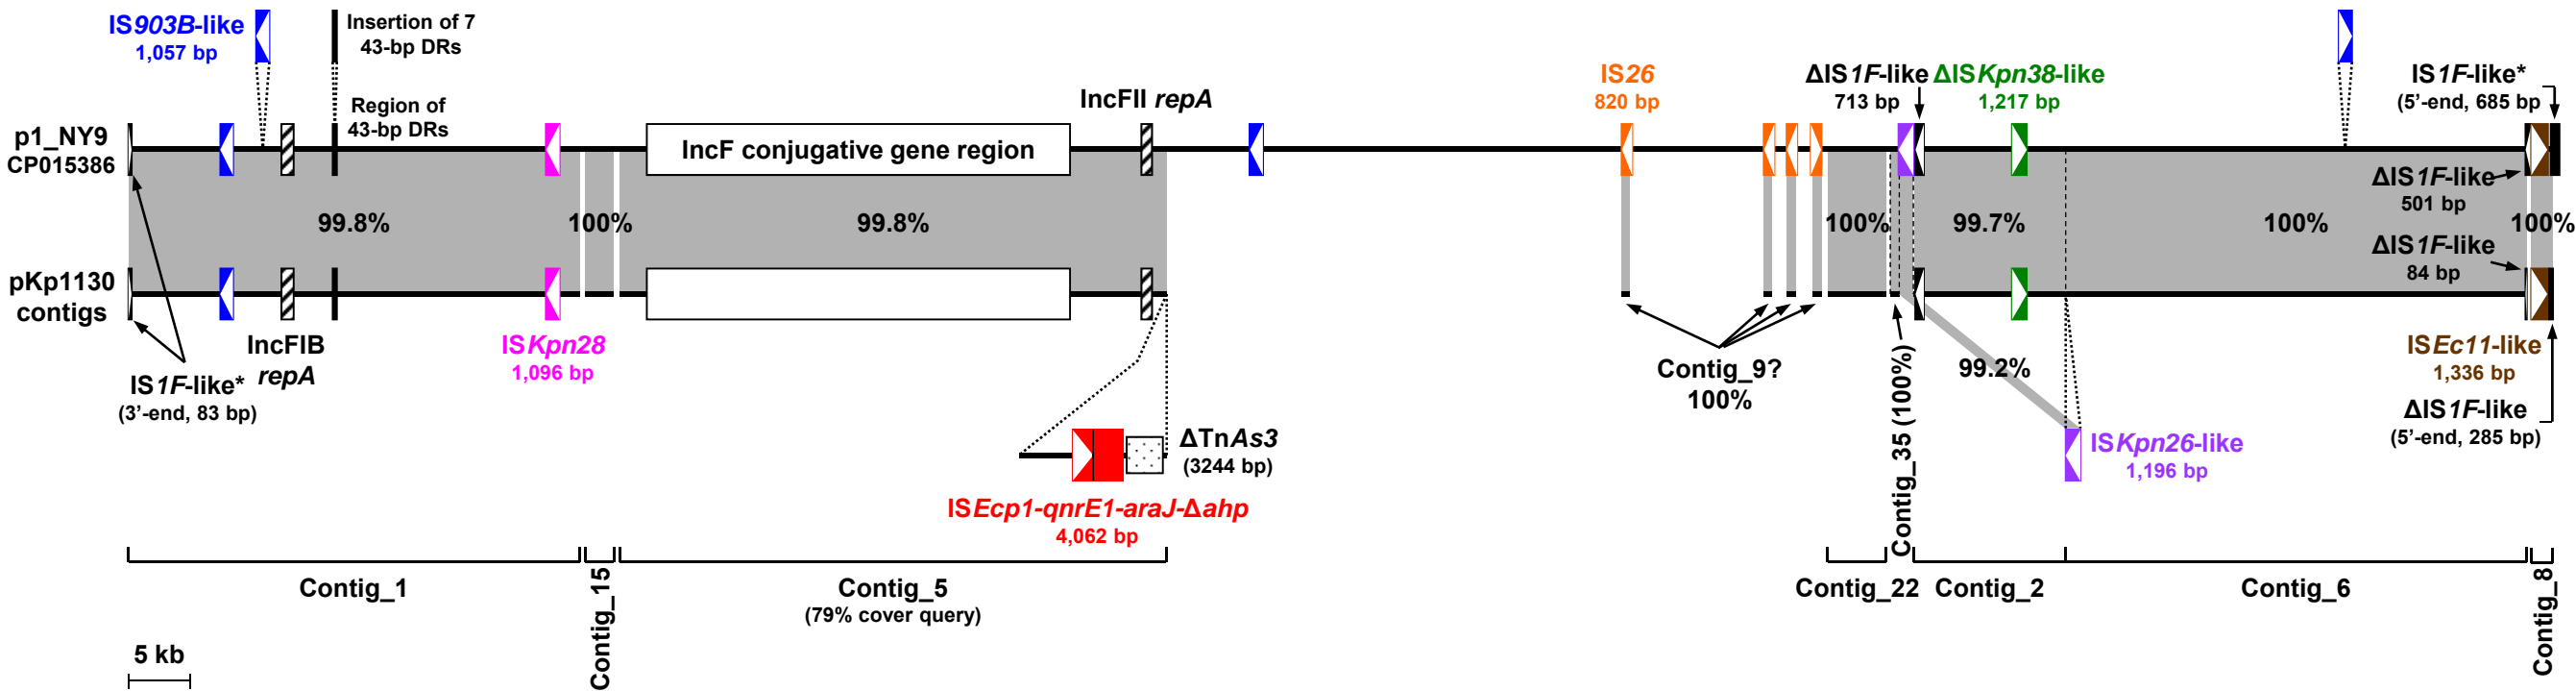 IS903B-like
1,057 bp
Insertion of 7
43-bp DRs
Region of
43-bp DRs
IncFII repA
IS26
820 bp
ΔIS1F-like
713 bp
ΔISKpn38-like
1,217 bp
IS1F-like*
(5’-end, 685 bp
p1_NY9
CP015386
IncF conjugative gene region
ΔIS1F-like
501 bp
99.8%
100%
99.8%
100%
99.7%
100%
100%
ΔIS1F-like
84 bp
pKp1130
contigs
IncFIB
repA
IS1F-like*
(3’-end, 83 bp)
ISKpn28
1,096 bp
Contig_9?
100%
Contig_35 (100%)
99.2%
ISEc11-like
1,336 bp
ΔIS1F-like
(5’-end, 285 bp)
ΔTnAs3
(3244 bp)
ISKpn26-like
1,196 bp
ISEcp1-qnrE1-araJ-Δahp
4,062 bp
Contig_1
Contig_15
Contig_5
(79% cover query)
Contig_22
Contig_2
Contig_6
Contig_8
5 kb